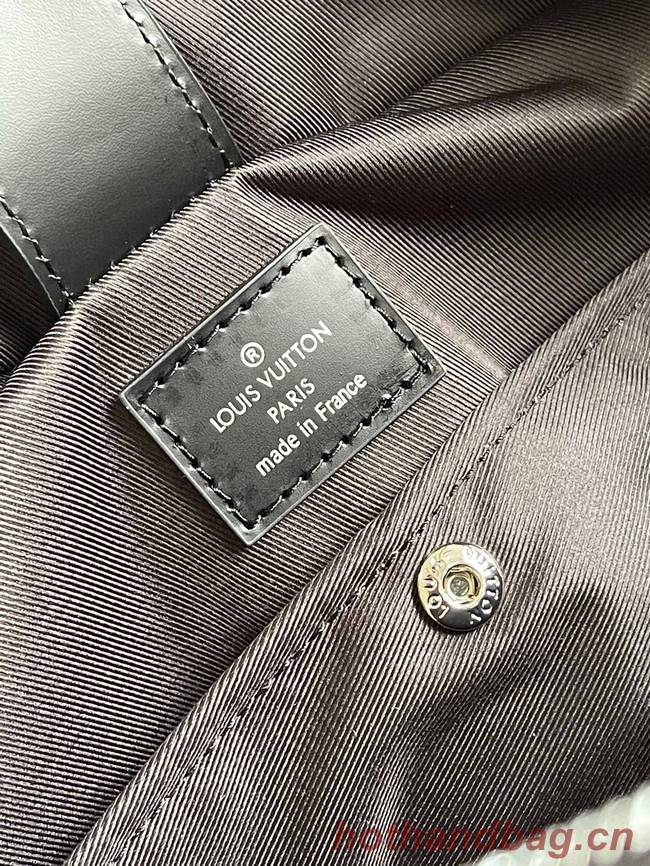 ®
LOUIS VUITTON
PARIS
made in France
LOUIS VUITTON
hothandbag.cn